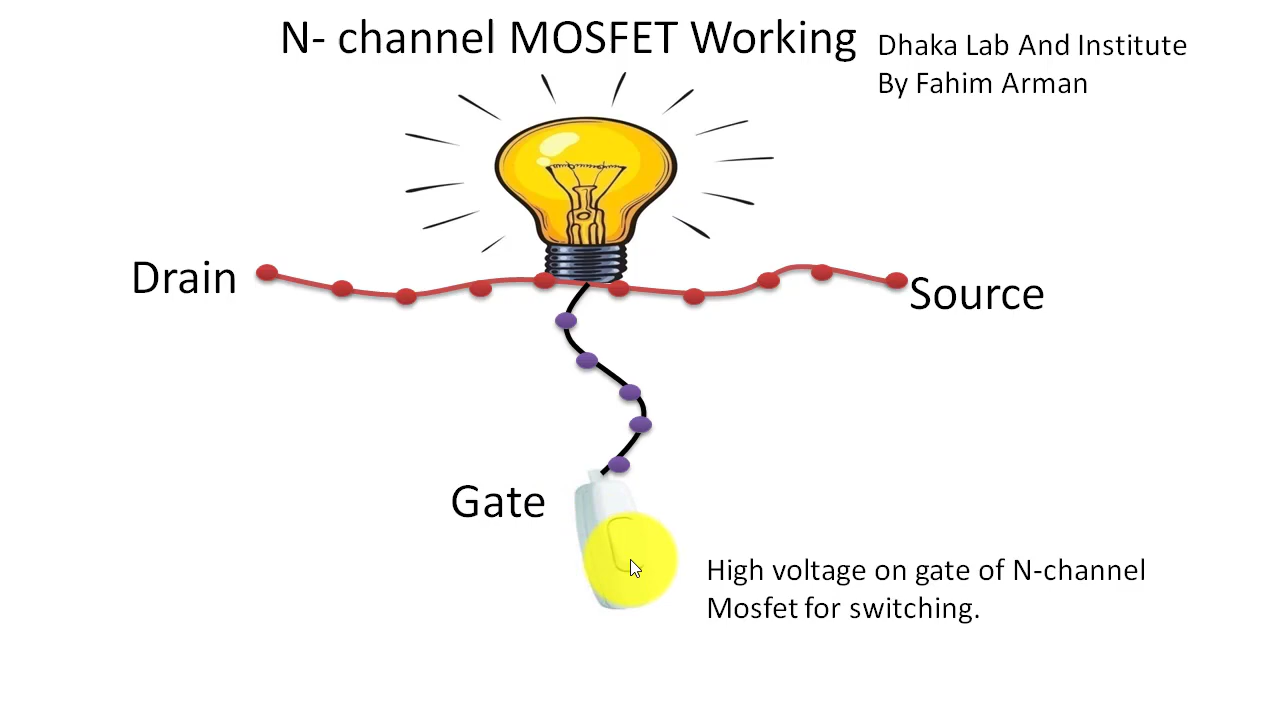 N- channel MOSFET Working
Dhaka Lab And Institute
By Fahim Arman
Drain
Source
Gate
High voltage on gate of N-channel
Mosfet for switching.